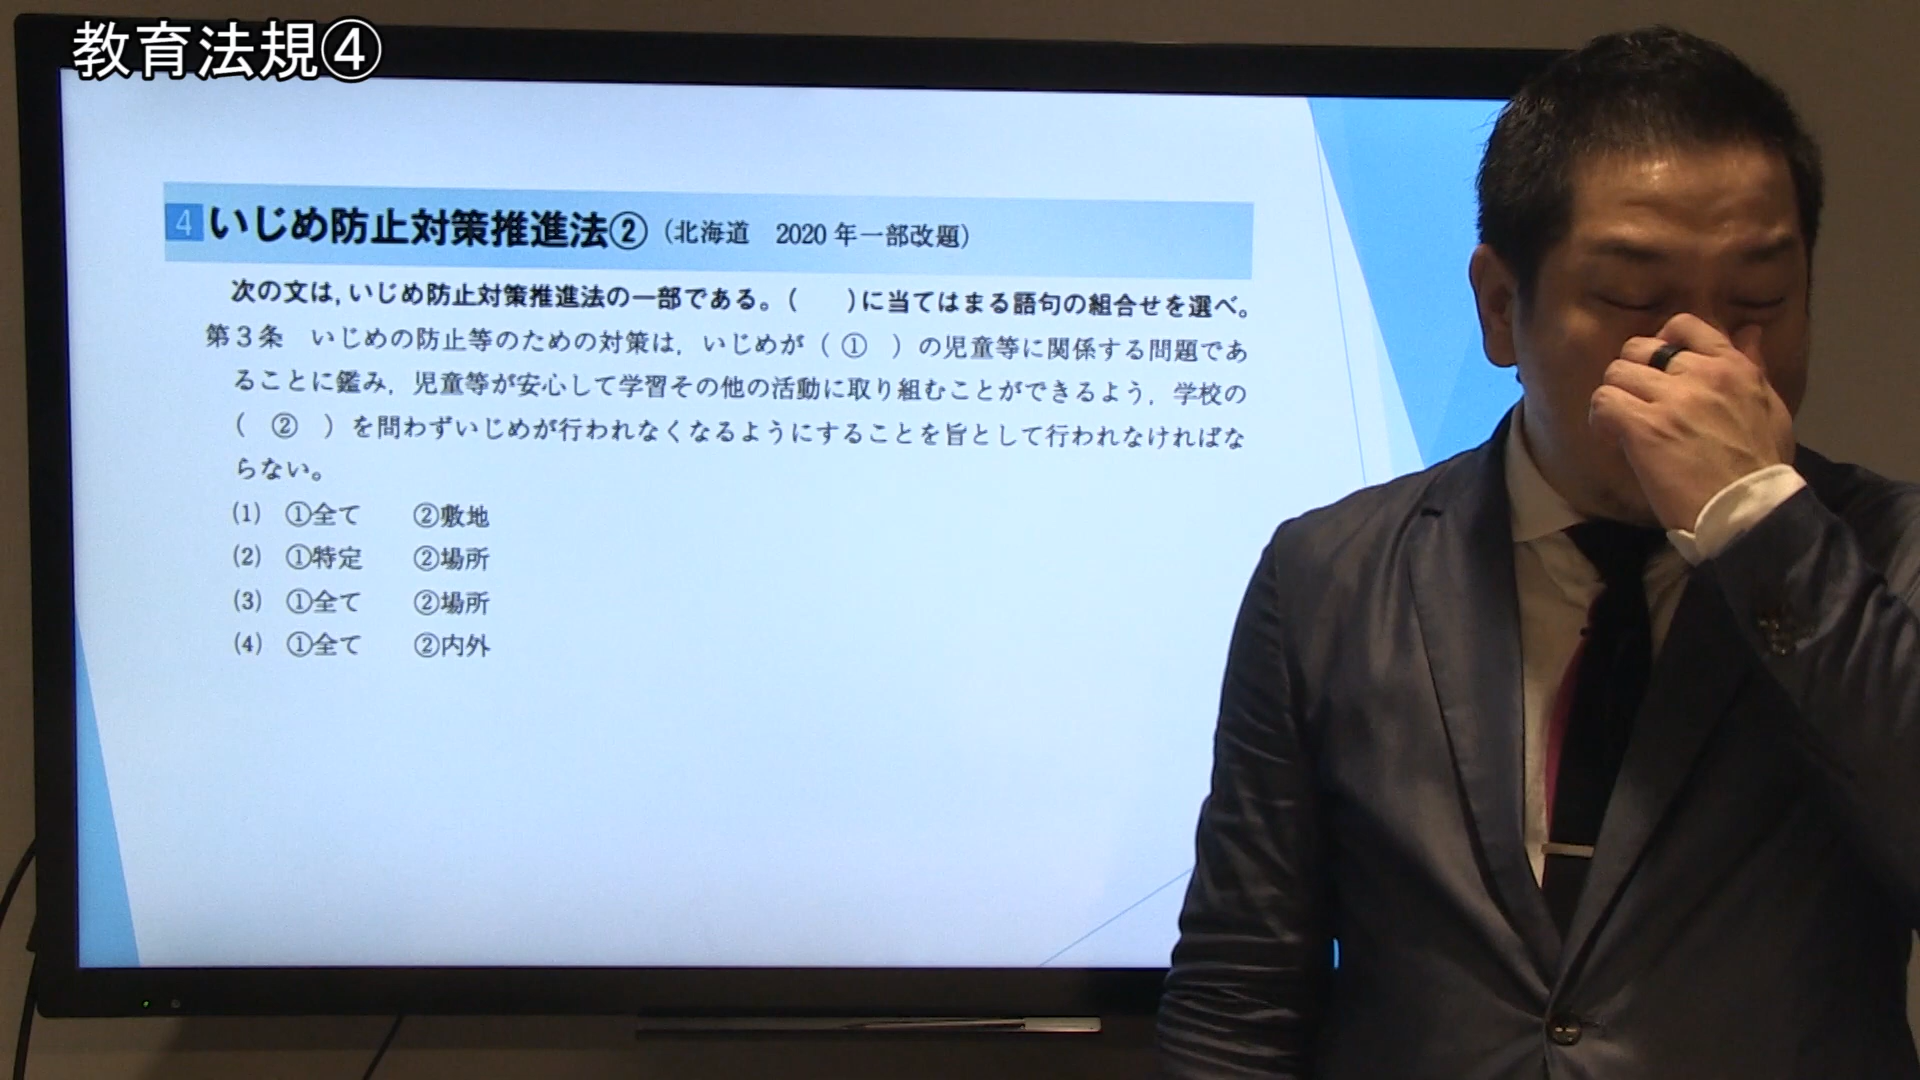 教育法規④
4 いじめ防止対策推進法② (北海道 2020年一部改題)
次の文は，いじめ防止対策推進法の一部である。（　　）に当てはまる語句の組合せを選べ。
第3条　いじめの防止等のための対策は，いじめが（　①　）の児童等に関係する問題であ
ることに鑑み，児童等が安心して学習その他の活動に取り組むことができるよう，学校の
（　②　）を問わずいじめが行われなくなるようにすることを旨として行われなければな
らない。
(1)　①全て　　②敷地
(2)　①特定　　②場所
(3)　①全て　　②場所
(4)　①全て　　②内外